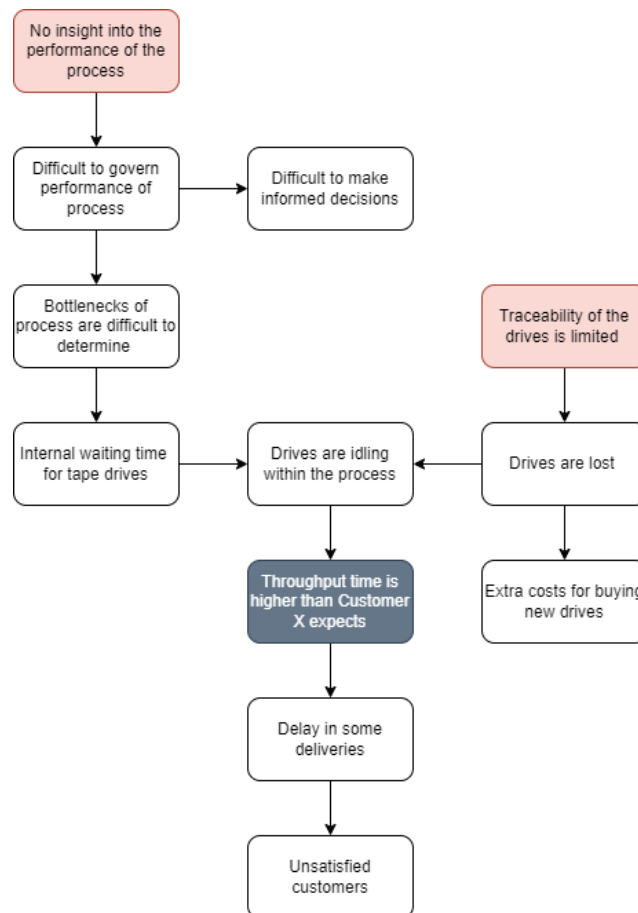 No insight into the
performance of the
process
Difficult to govern
performance of
process
Difficult to make
informed decisions
Bottlenecks of
process are difficult to
determine
Traceability of the
drives is limited
Internal waiting time
for tape drives
Drives are idling
within the process
Drives are lost
Throughput time is
higher than Customer
X expects
Extra costs for buying
new drives
Delay in some
deliveries
Unsatisfied
customers